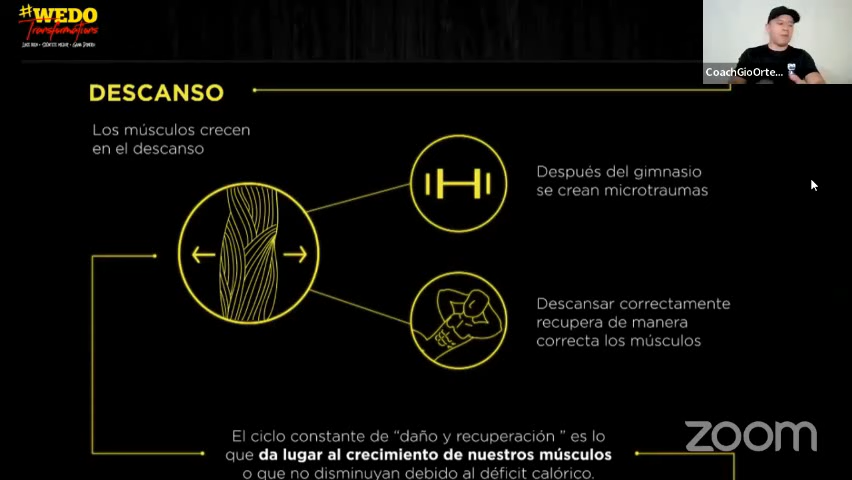 #WEDO
Transformations
CoachGioOrte...
DESCANSO
Los músculos crecen
en el descanso
Después del gimnasio
se crean microtraumas
Descansar correctamente
recupera de manera
correcta los músculos
El ciclo constante de “daño y recuperación ” es lo
que da lugar al crecimiento de nuestros músculos
o que no disminuyan debido al déficit calórico.
zoom